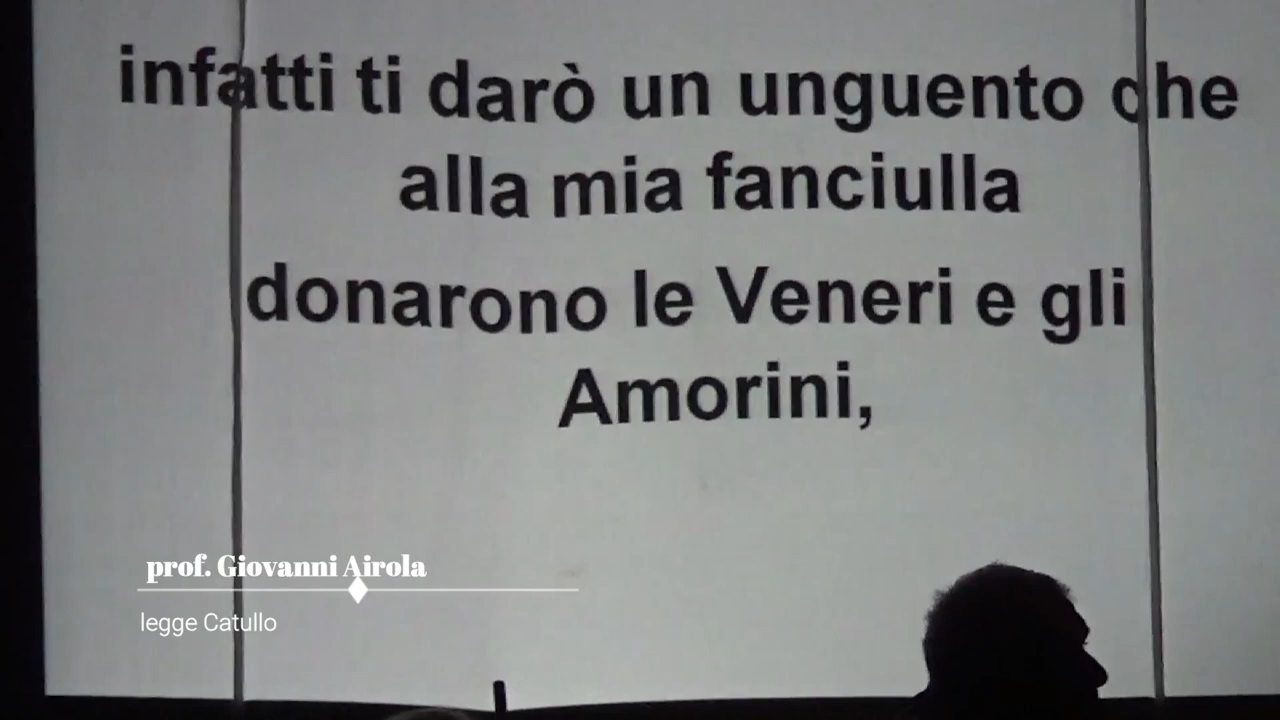 infatti ti darò un unguento che
alla mia fanciulla
donarono le Veneri e gli
Amorini,
prof. Giovanni Airola
legge Catullo